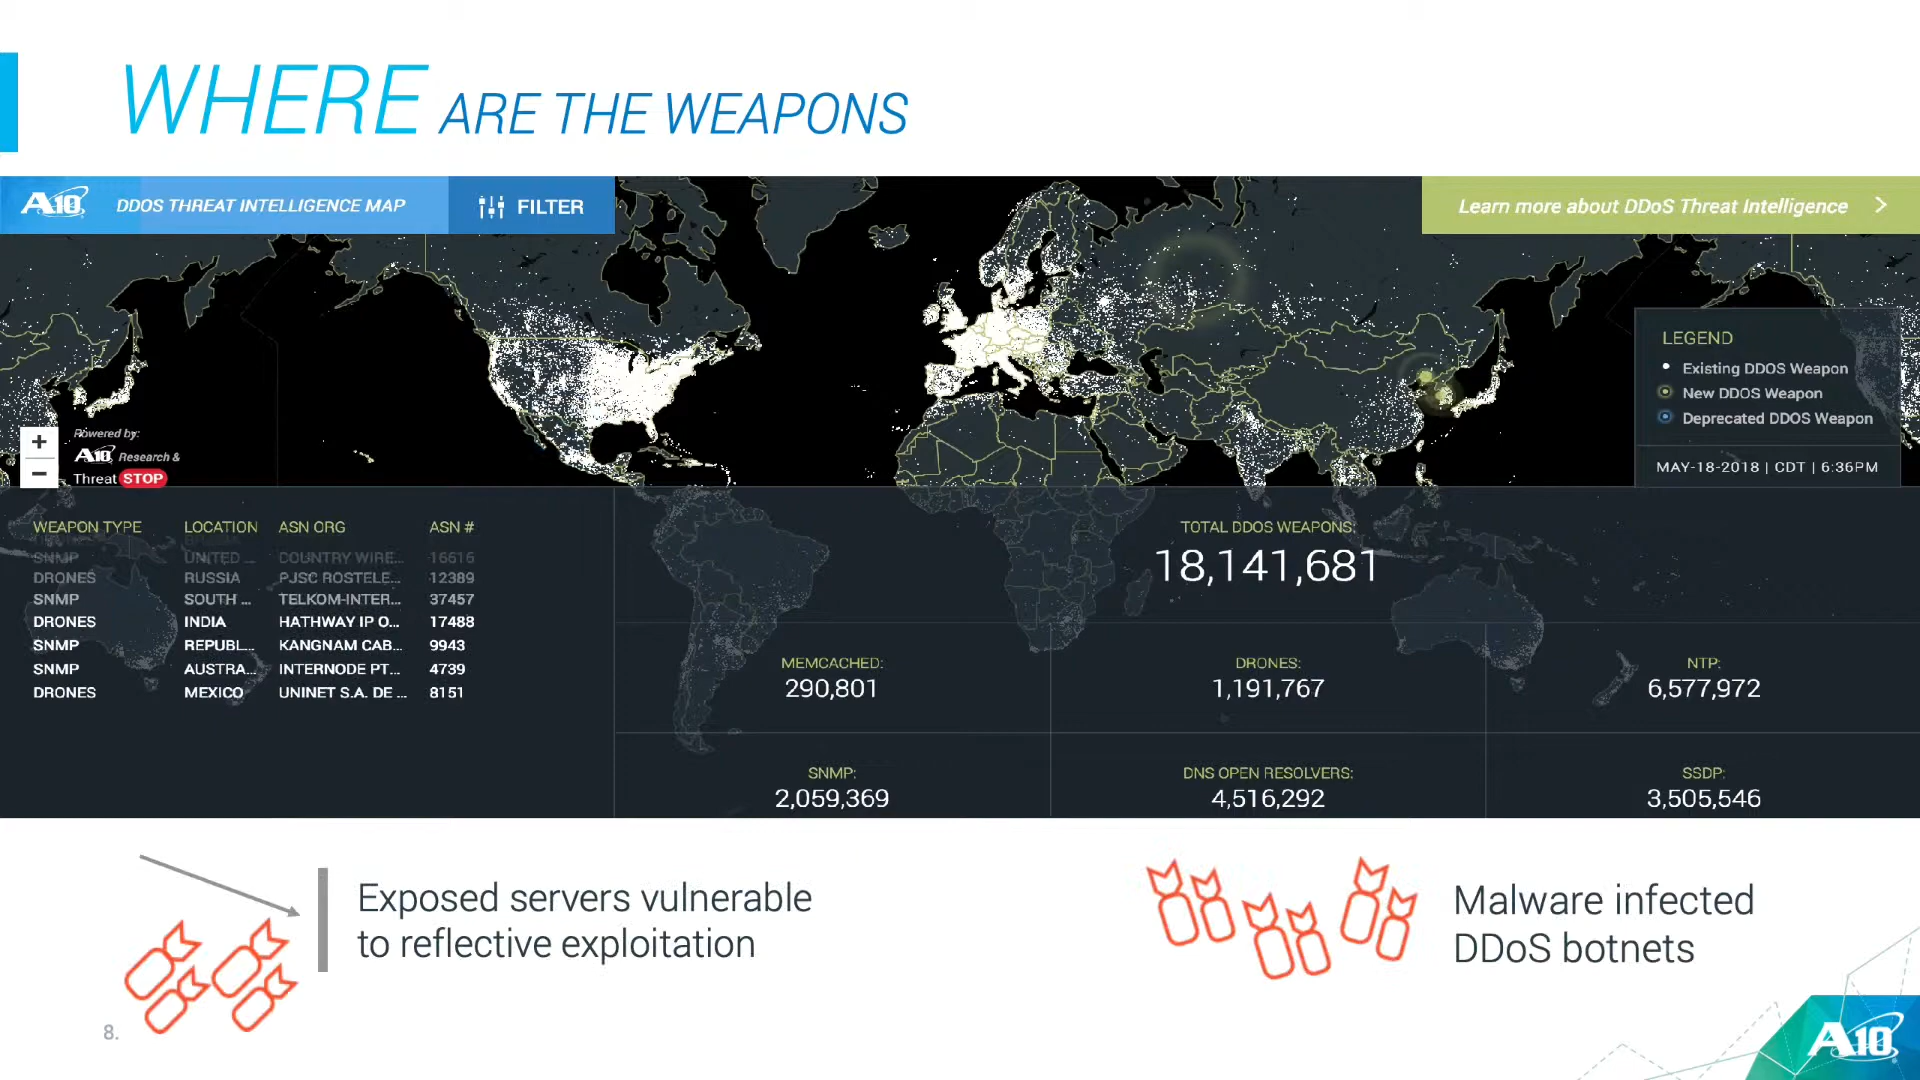 WHERE ARE THE WEAPONS
A10 DDOS THREAT INTELLIGENCE MAP FILTER
Learn more about DDoS Threat Intelligence >
LEGEND
Existing DDOS Weapon
New DDOS Weapon
Deprecated DDOS Weapon
MAY-18-2018 | CDT | 6:36PM
+
−
Powered by:
A10 Research &
Threat STOP
WEAPON TYPE LOCATION ASN ORG ASN #
SNMP UNITED ... COUNTRY WIRE... 16616
DRONES RUSSIA PJSC ROSTELE... 12389
SNMP SOUTH ... TELKOM-INTER... 37457
DRONES INDIA HATHWAY IP O... 17488
SNMP REPUBL... KANGNAM CAB... 9943
SNMP AUSTRA... INTERNODE PT... 4739
DRONES MEXICO UNINET S.A. DE ... 8151
TOTAL DDOS WEAPONS:
18,141,681
MEMCACHED:
290,801
DRONES:
1,191,767
NTP:
6,577,972
SNMP:
2,059,369
DNS OPEN RESOLVERS:
4,516,292
SSDP:
3,505,546
Exposed servers vulnerable
to reflective exploitation
Malware infected
DDoS botnets
8.
A10